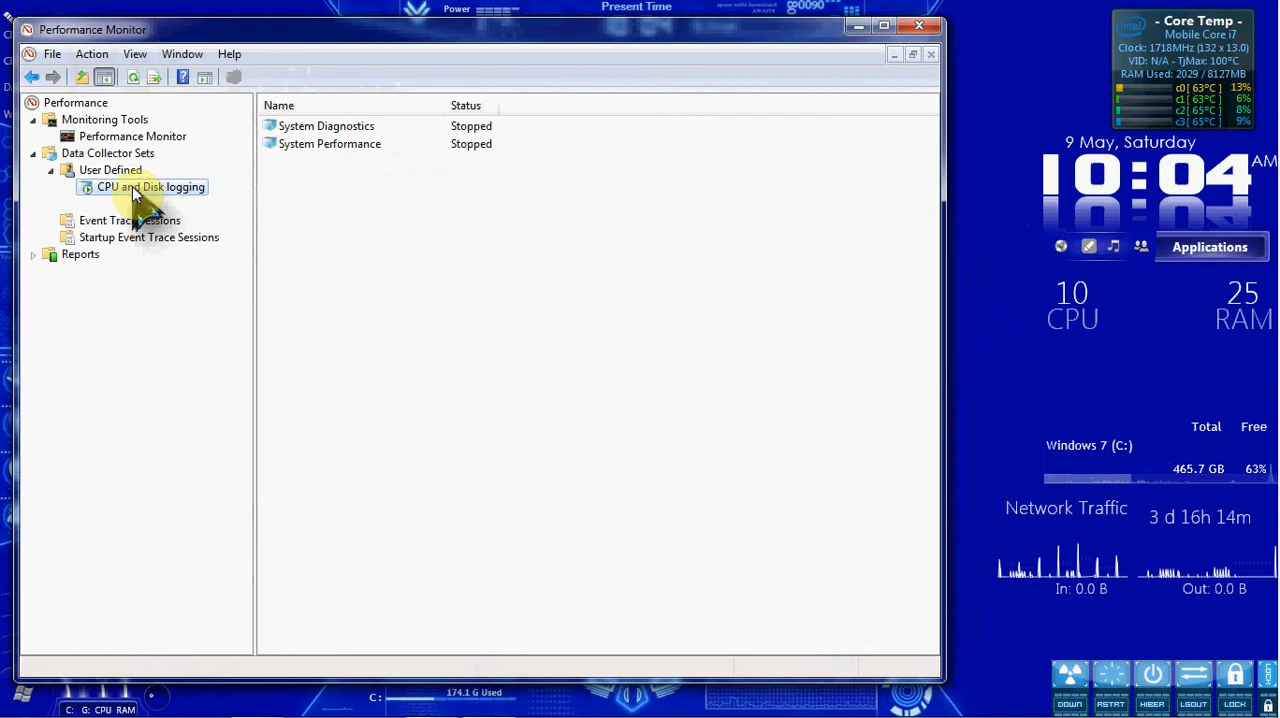 Power
Present Time
Performance Monitor
File Action View Window Help
Performance
Monitoring Tools
Performance Monitor
Data Collector Sets
User Defined
CPU and Disk logging
Event Trace Sessions
Startup Event Trace Sessions
Reports
Name Status
System Diagnostics Stopped
System Performance Stopped
- Core Temp -
Mobile Core i7
Clock: 1718MHz (132 x 13.0)
VID: N/A - TjMax: 100°C
RAM Used: 2029 / 8127MB
c0[ 63°C ] 13%
c1[ 63°C ] 6%
c2[ 65°C ] 8%
c3[ 65°C ] 9%
9 May, Saturday
10:04 AM
Applications
10 25
CPU RAM
Total Free
Windows 7 (C:)
465.7 GB 63%
Network Traffic 3 d 16h 14m
In: 0.0 B Out: 0.0 B
C: 174.1 G Used
C: G: CPU RAM
DOWN RSTRT HIBER LGOUT LOCK